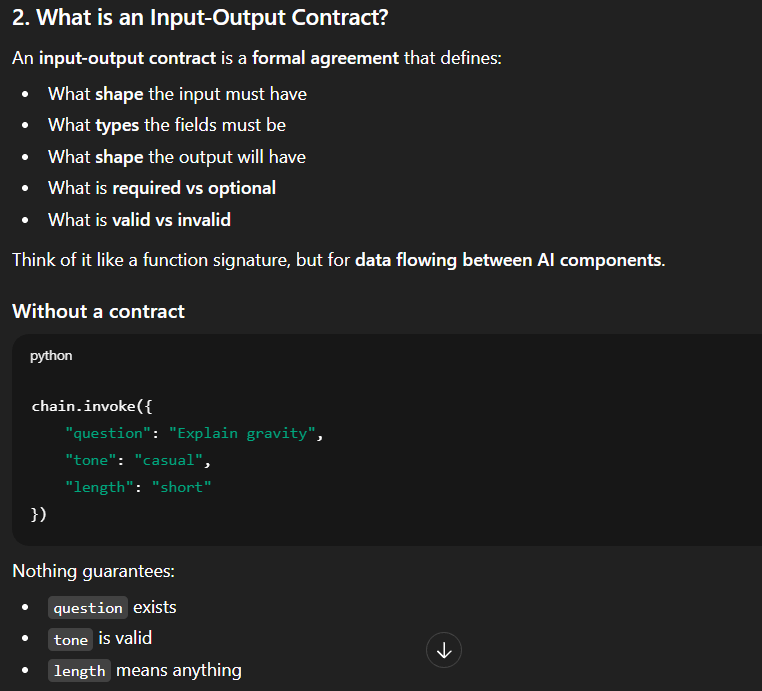 2. What is an Input-Output Contract?
An input-output contract is a formal agreement that defines:
• What shape the input must have
• What types the fields must be
• What shape the output will have
• What is required vs optional
• What is valid vs invalid
Think of it like a function signature, but for data flowing between AI components.
Without a contract
python
chain.invoke({
    "question": "Explain gravity",
    "tone": "casual",
    "length": "short"
})
Nothing guarantees:
• question exists
• tone is valid
• length means anything